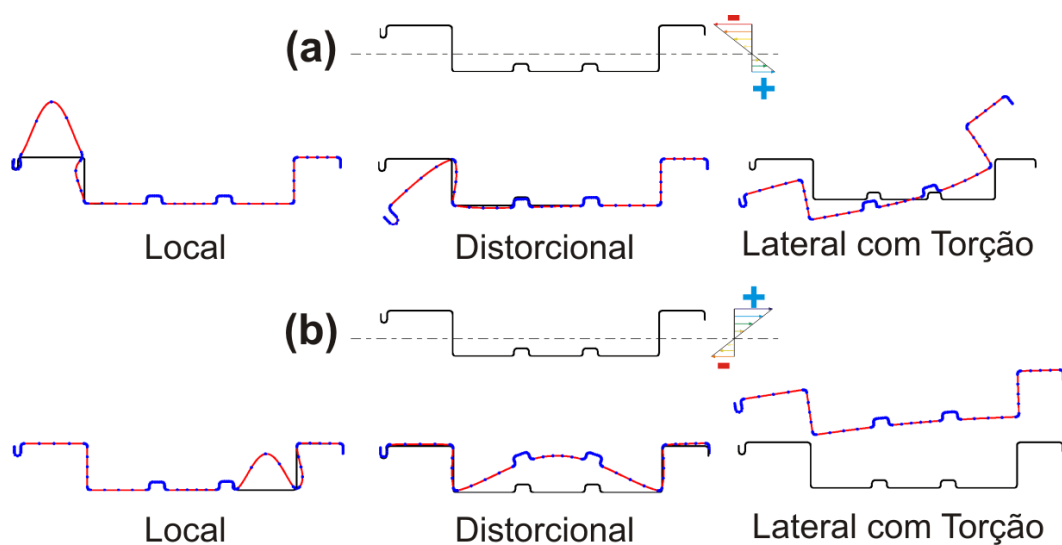 (a)
-
+
Local
Distorcional
Lateral com Torção
(b)
+
-
Local
Distorcional
Lateral com Torção